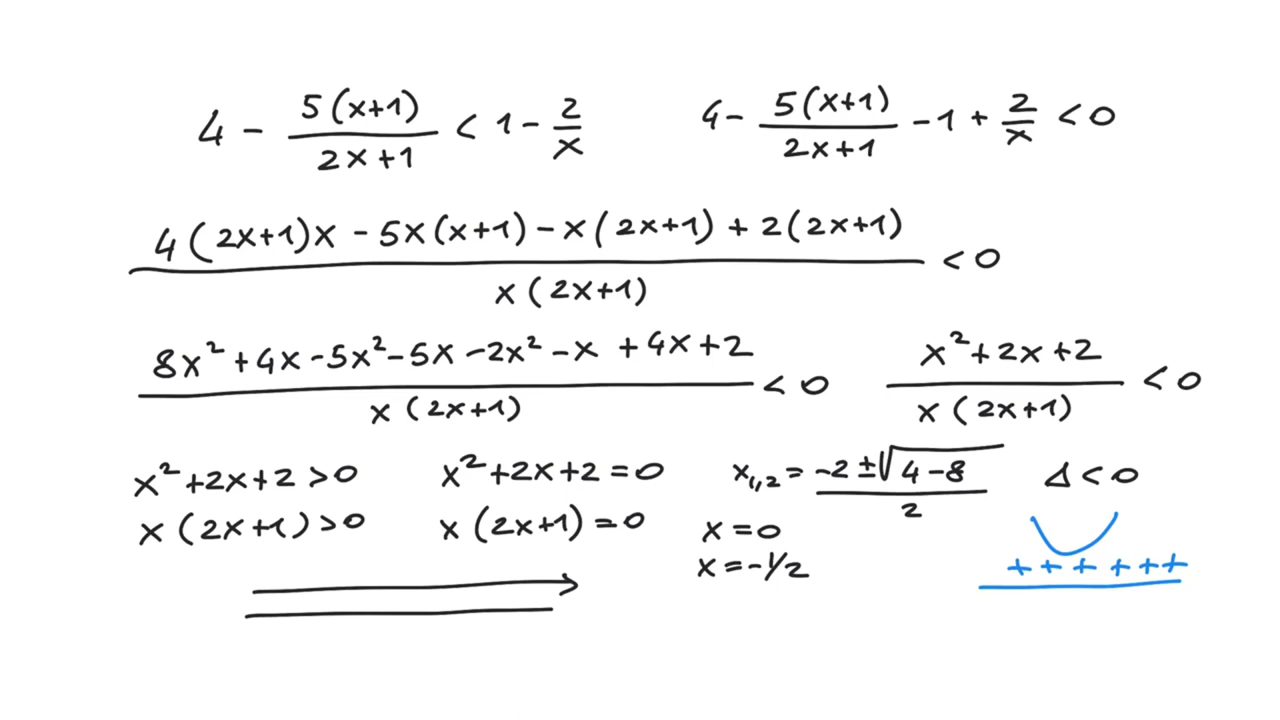 4 - 5(x+1)/(2x+1) < 1 - 2/x    4 - 5(x+1)/(2x+1) - 1 + 2/x < 0
(4(2x+1)x - 5x(x+1) - x(2x+1) + 2(2x+1))/(x(2x+1)) < 0
(8x² + 4x - 5x² - 5x - 2x² - x + 4x + 2)/(x(2x+1)) < 0    (x² + 2x + 2)/(x(2x+1)) < 0
x² + 2x + 2 > 0    x² + 2x + 2 = 0    x₁,₂ = (-2 ± √(4 - 8))/2    Δ < 0
x(2x+1) > 0    x(2x+1) = 0    x = 0
x = -1/2    + + + + + +